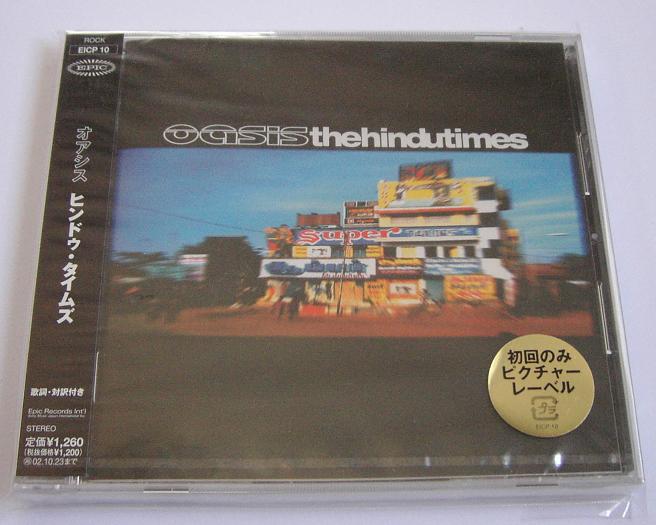 ROCK
EICP 10
EPIC
オアシス
ヒンドゥ・タイムズ
歌詞・対訳付き
Epic Records Int'l
STEREO
定価¥1,260
(税抜価格¥1,200)
02.10.23まで
oasisthehindutimes
super
初回のみ
ピクチャー
レーベル
プラ
EICP 10